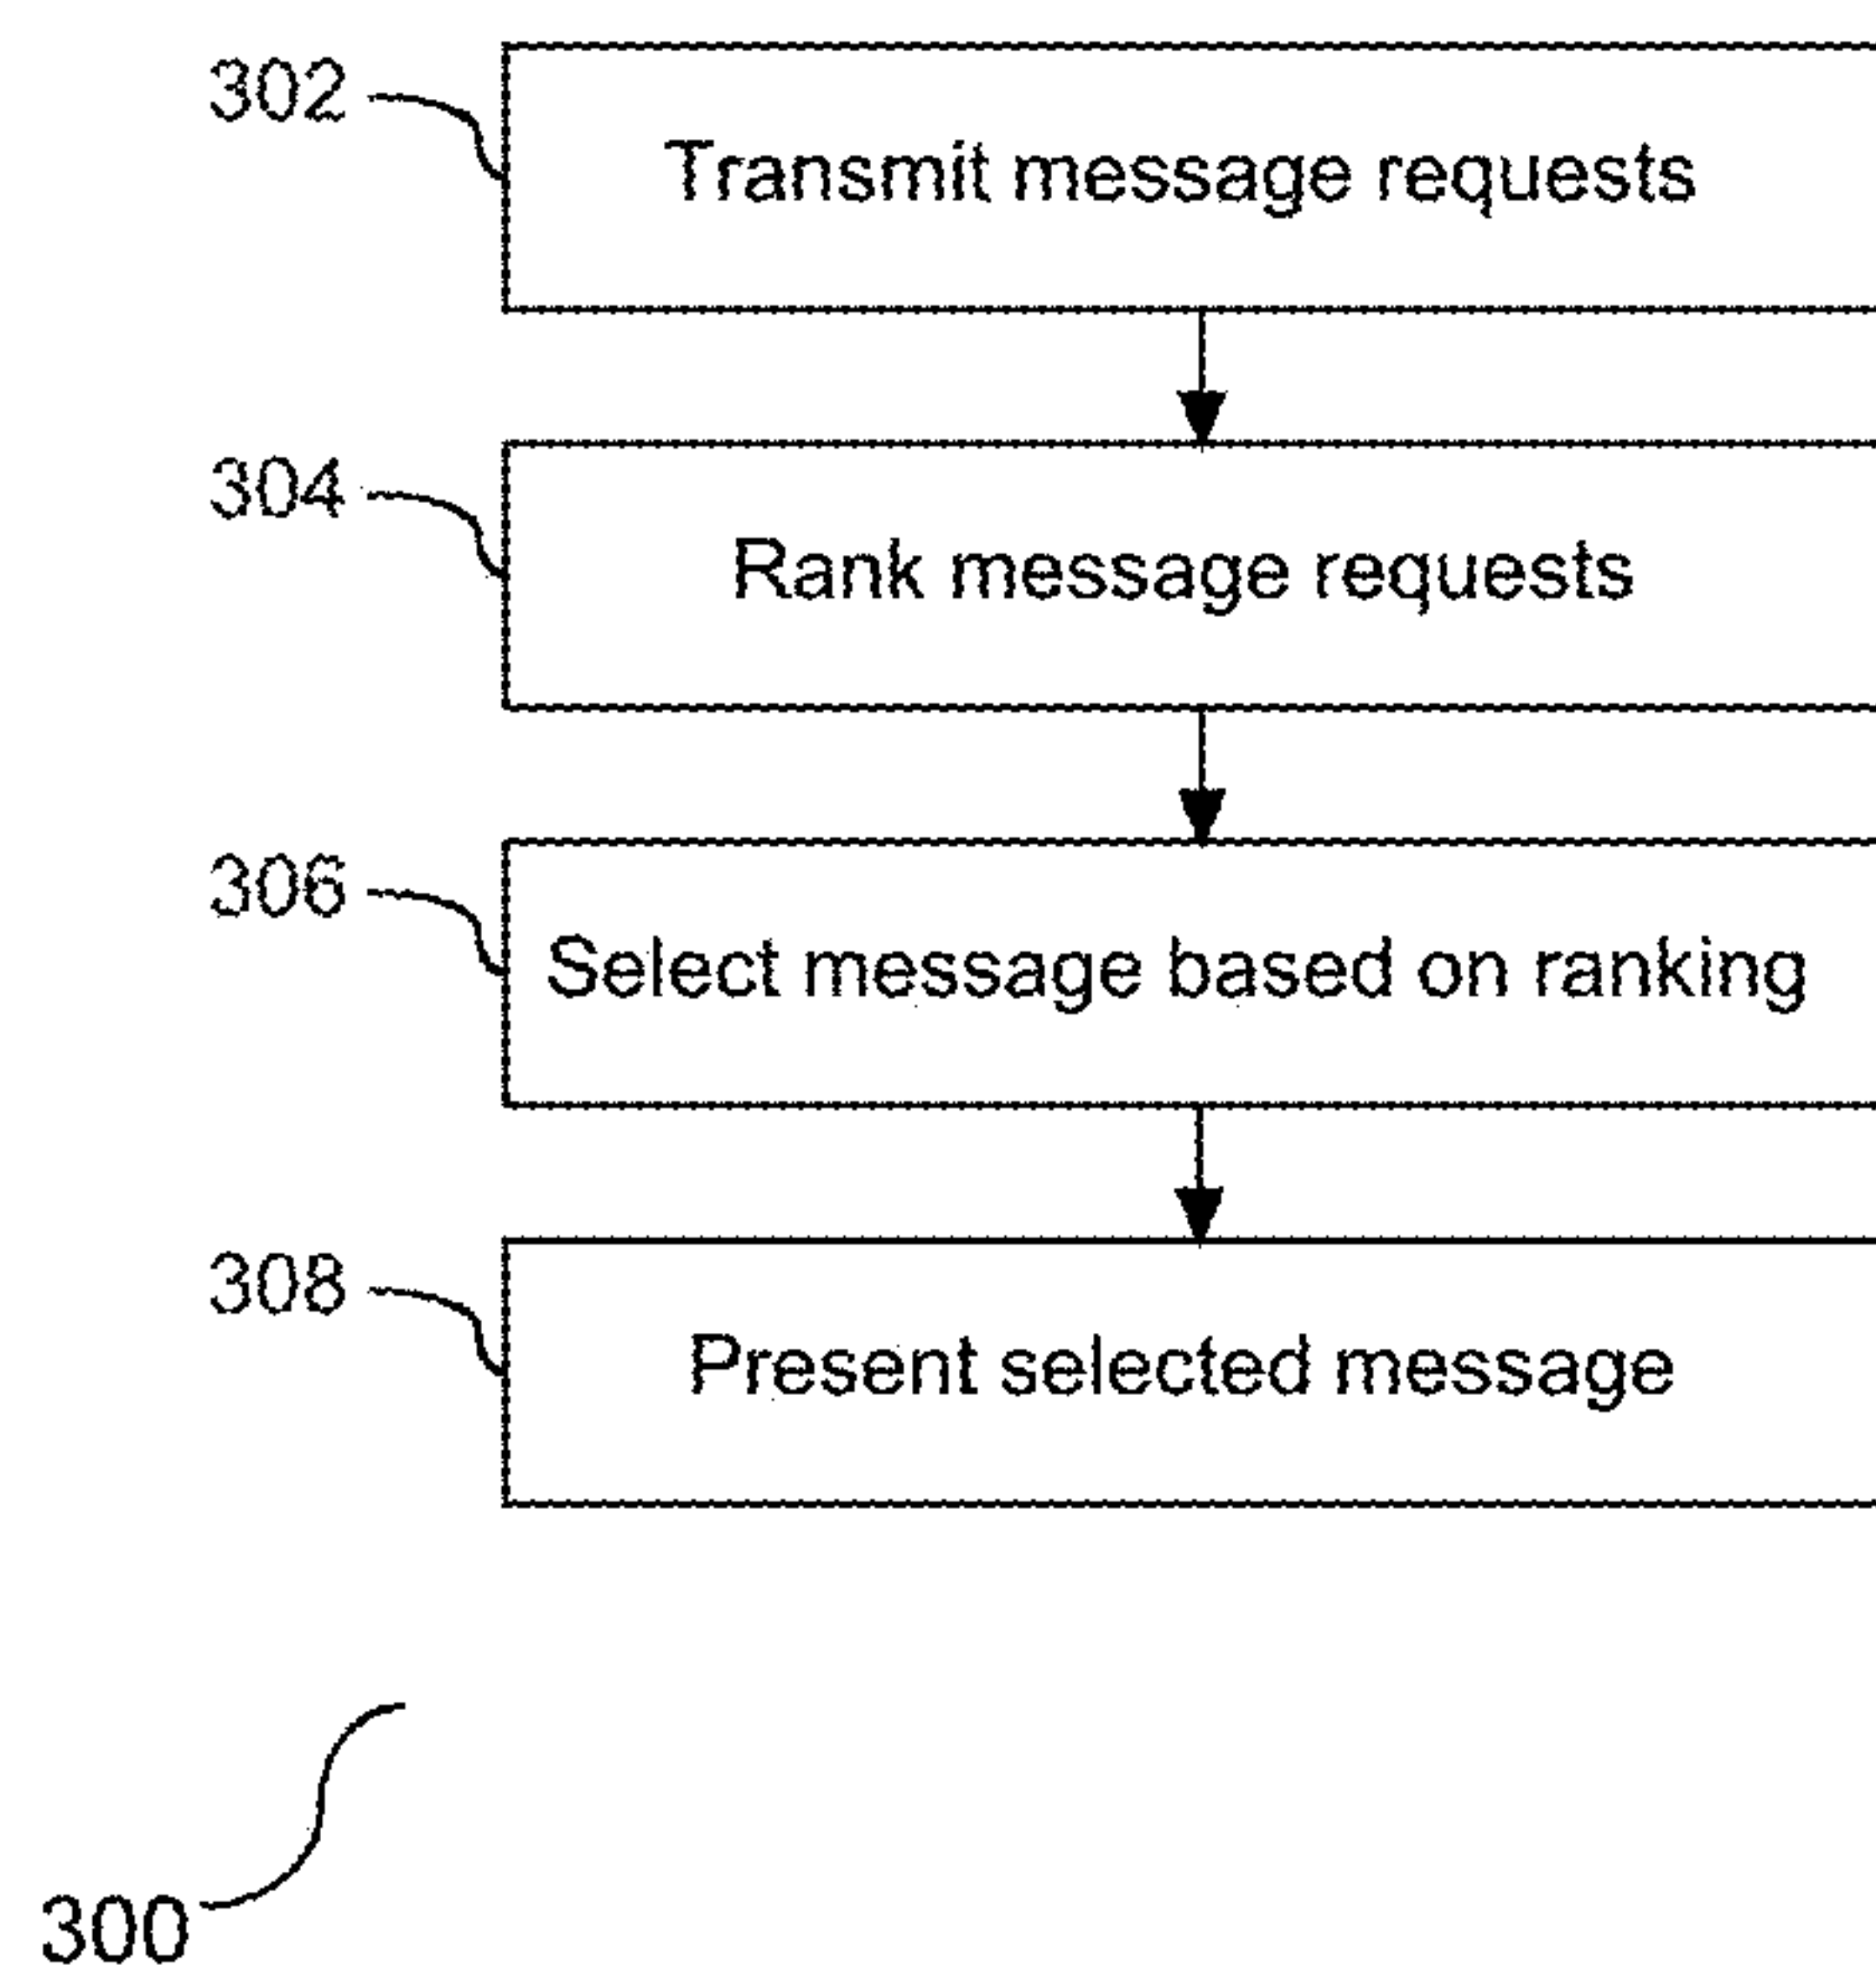 302
Transmit message requests
304
Rank message requests
306
Select message based on ranking
308
Present selected message
300